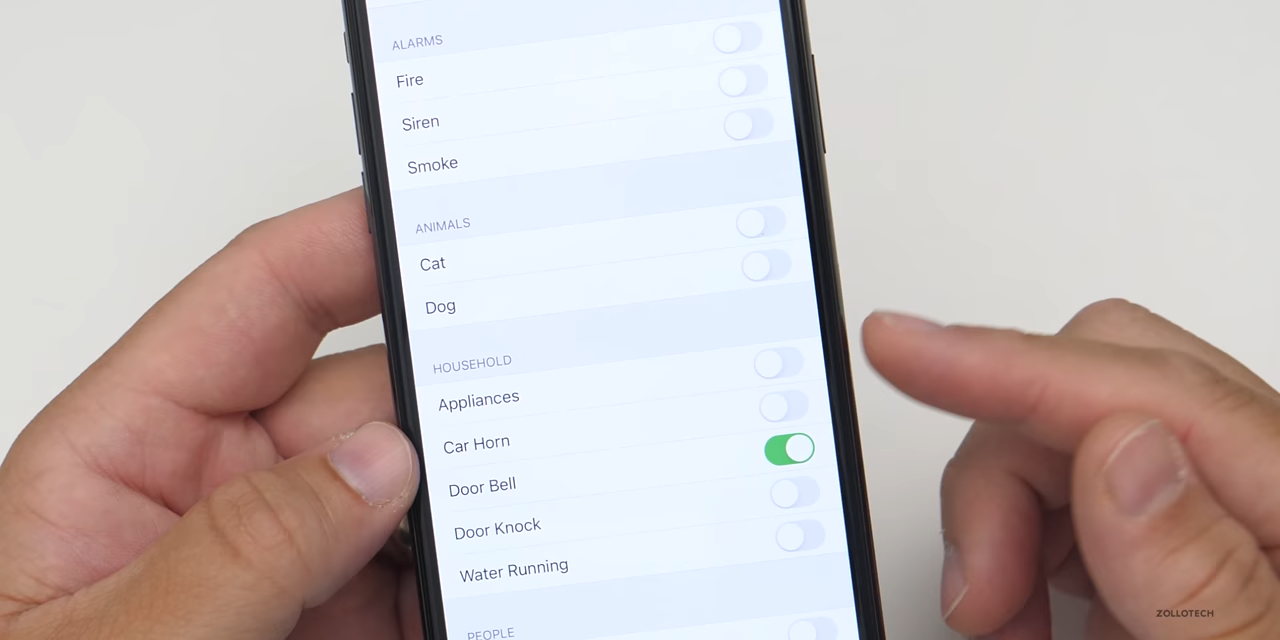 ALARMS
Fire
Siren
Smoke
ANIMALS
Cat
Dog
HOUSEHOLD
Appliances
Car Horn
Door Bell
Door Knock
Water Running
PEOPLE
ZOLLOTECH